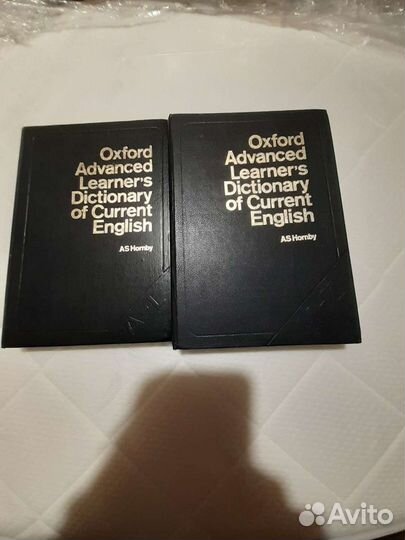 Oxford
Advanced
Learner's
Dictionary
of Current
English
AS Hornby
Oxford
Advanced
Learner's
Dictionary
of Current
English
AS Hornby
Avito